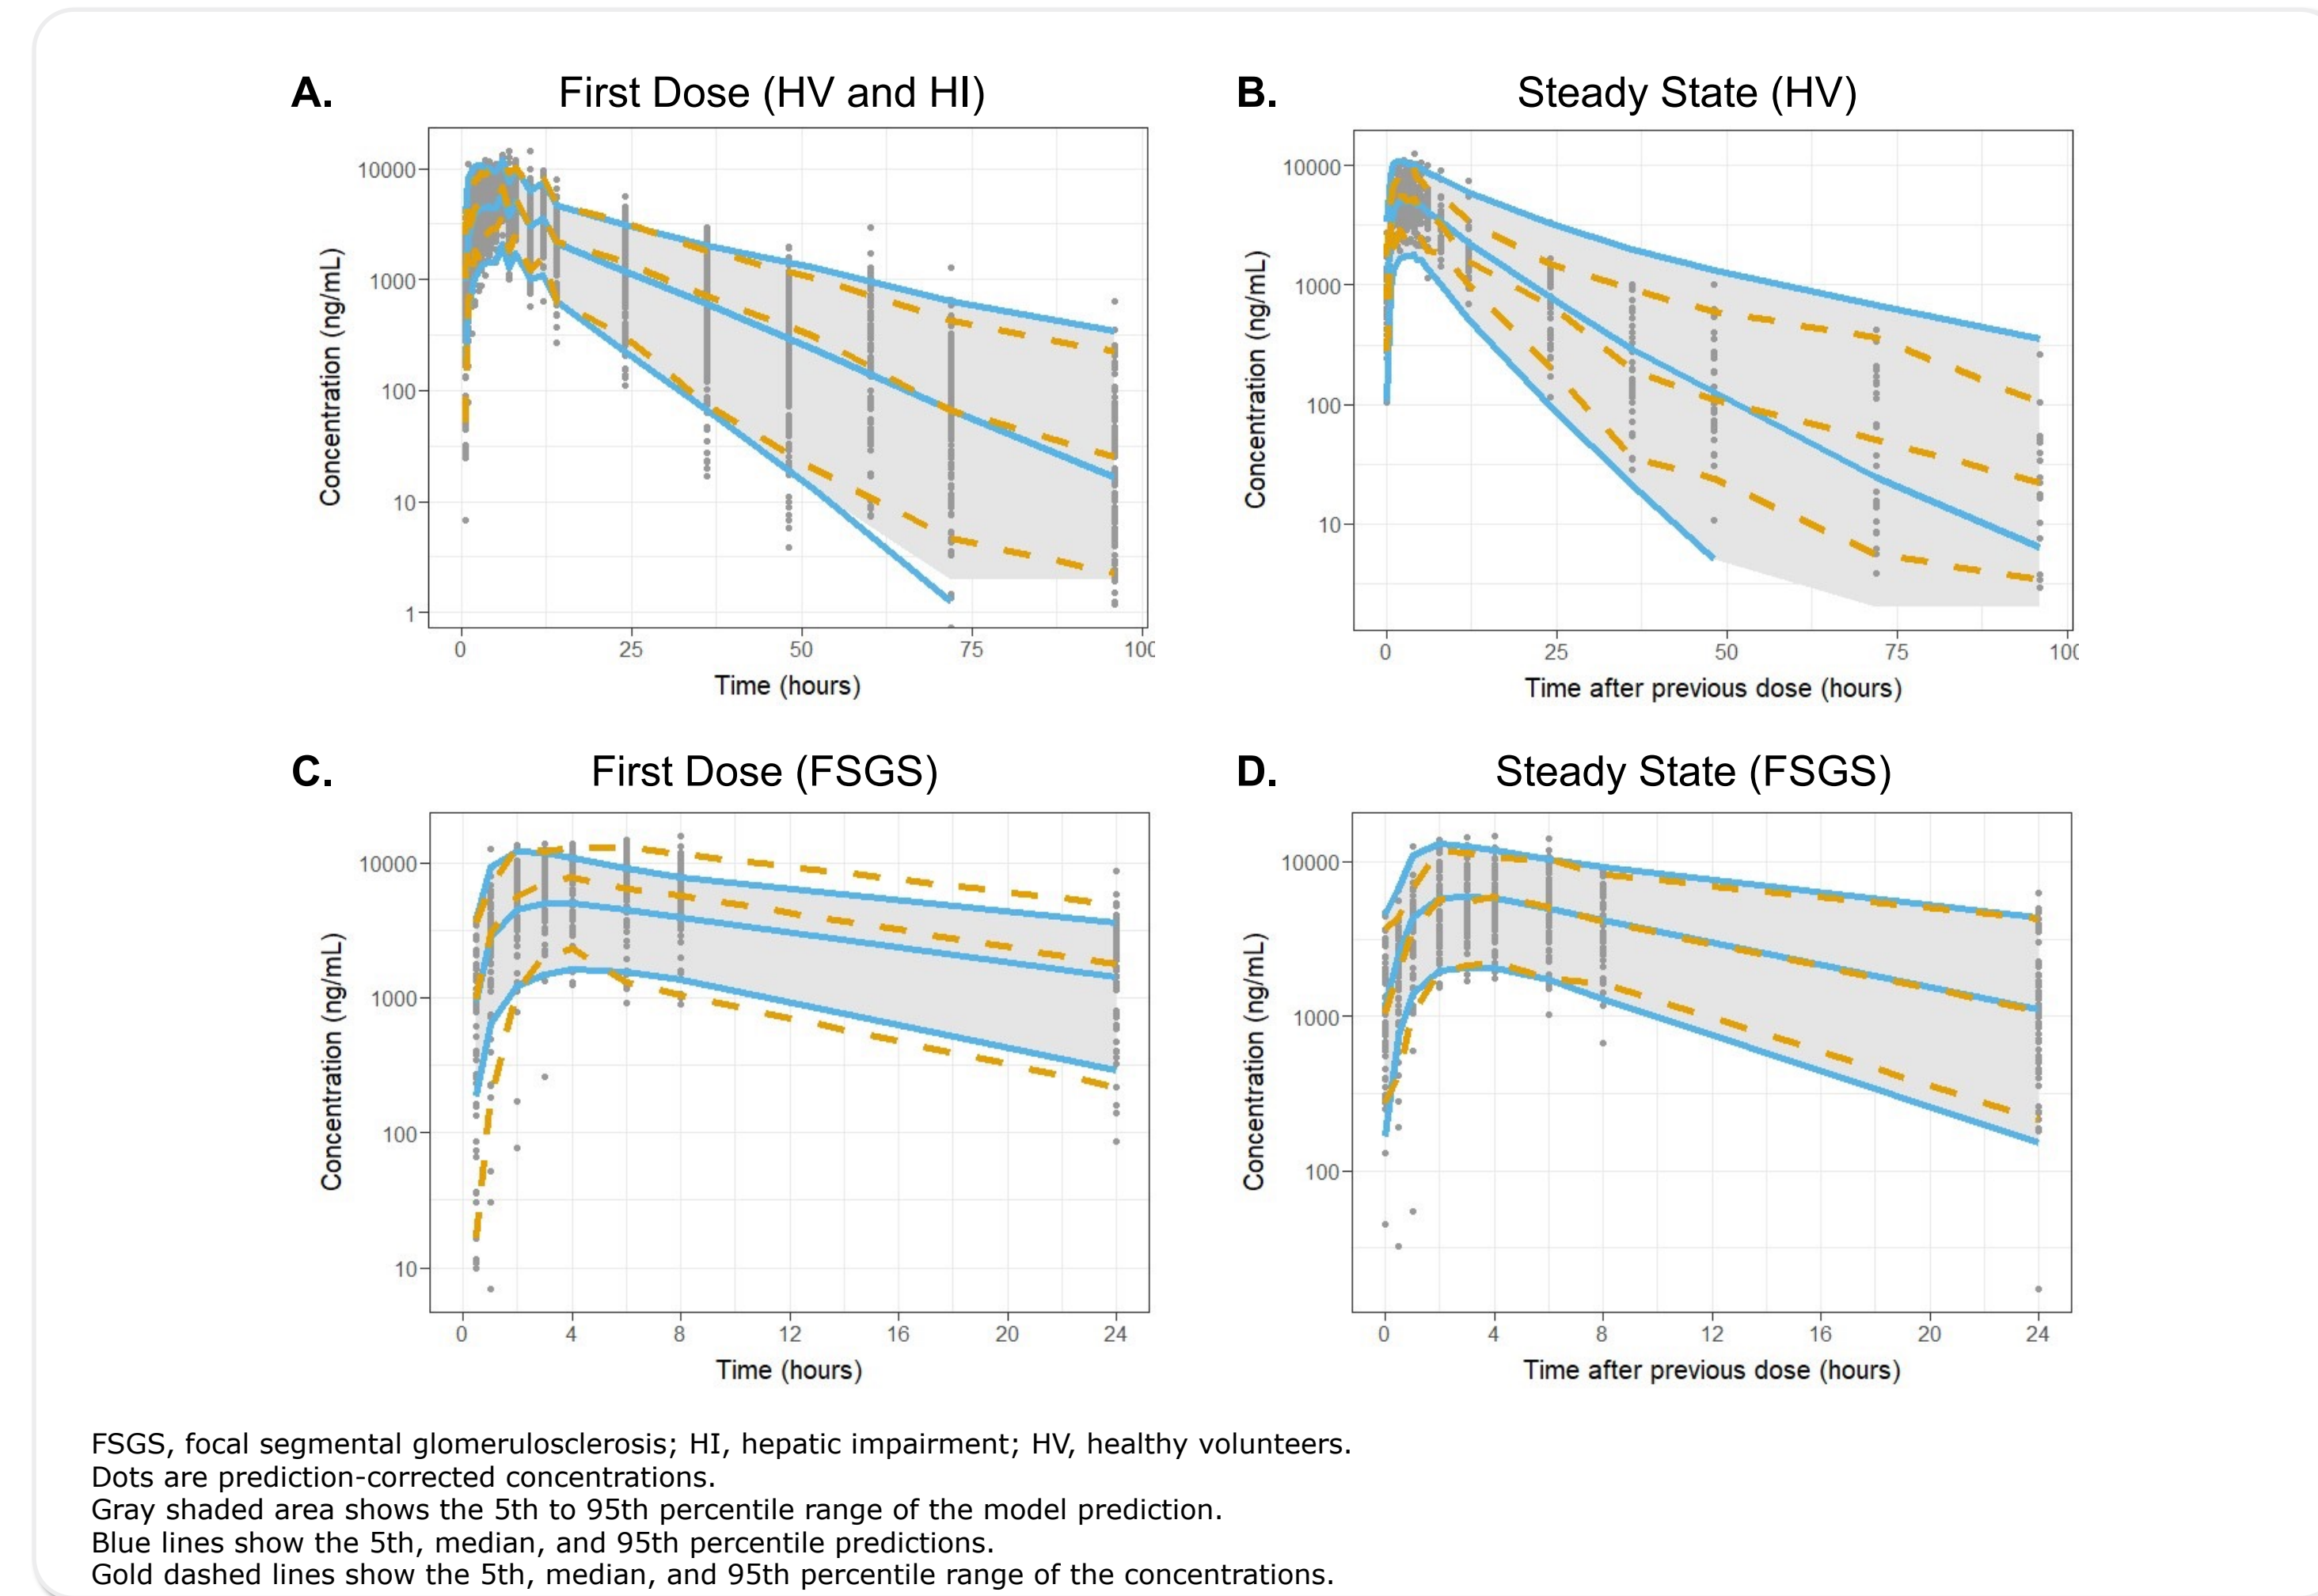 A. First Dose (HV and HI)
10000
1000
100
10
1
Concentration (ng/mL)
0 25 50 75 100
Time (hours)
B. Steady State (HV)
10000
1000
100
10
Concentration (ng/mL)
0 25 50 75 100
Time after previous dose (hours)
C. First Dose (FSGS)
10000
1000
100
10
Concentration (ng/mL)
0 4 8 12 16 20 24
Time (hours)
D. Steady State (FSGS)
10000
1000
100
Concentration (ng/mL)
0 4 8 12 16 20 24
Time after previous dose (hours)
FSGS, focal segmental glomerulosclerosis; HI, hepatic impairment; HV, healthy volunteers.
Dots are prediction-corrected concentrations.
Gray shaded area shows the 5th to 95th percentile range of the model prediction.
Blue lines show the 5th, median, and 95th percentile predictions.
Gold dashed lines show the 5th, median, and 95th percentile range of the concentrations.